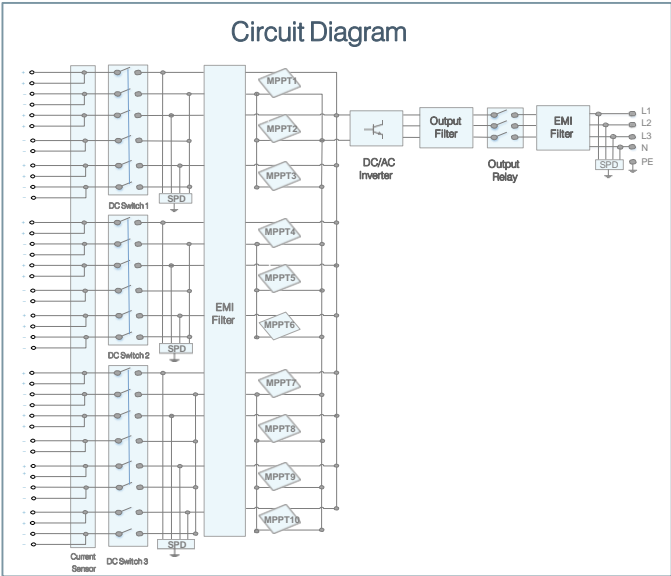 Circuit Diagram
MPPT1
MPPT2
MPPT3
SPD
DC Switch 1
MPPT4
MPPT5
MPPT6
SPD
DC Switch 2
EMI
Filter
MPPT7
MPPT8
MPPT9
MPPT10
SPD
DC Switch 3
Current
Sensor
DC/AC
Inverter
Output
Filter
Output
Relay
EMI
Filter
SPD
L1
L2
L3
N
PE